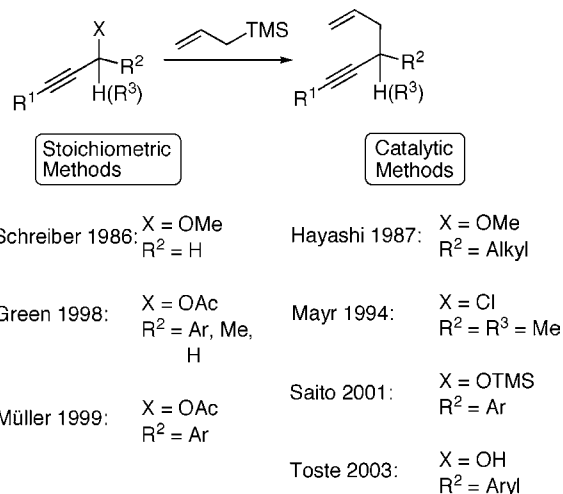 X
TMS
R²
R¹
H(R³)
R²
R¹
H(R³)
Stoichiometric
Methods
Catalytic
Methods
Schreiber 1986:
X = OMe
R² = H
Green 1998:
X = OAc
R² = Ar, Me,
H
Müller 1999:
X = OAc
R² = Ar
Hayashi 1987:
X = OMe
R² = Alkyl
Mayr 1994:
X = Cl
R² = R³ = Me
Saito 2001:
X = OTMS
R² = Ar
Toste 2003:
X = OH
R² = Aryl